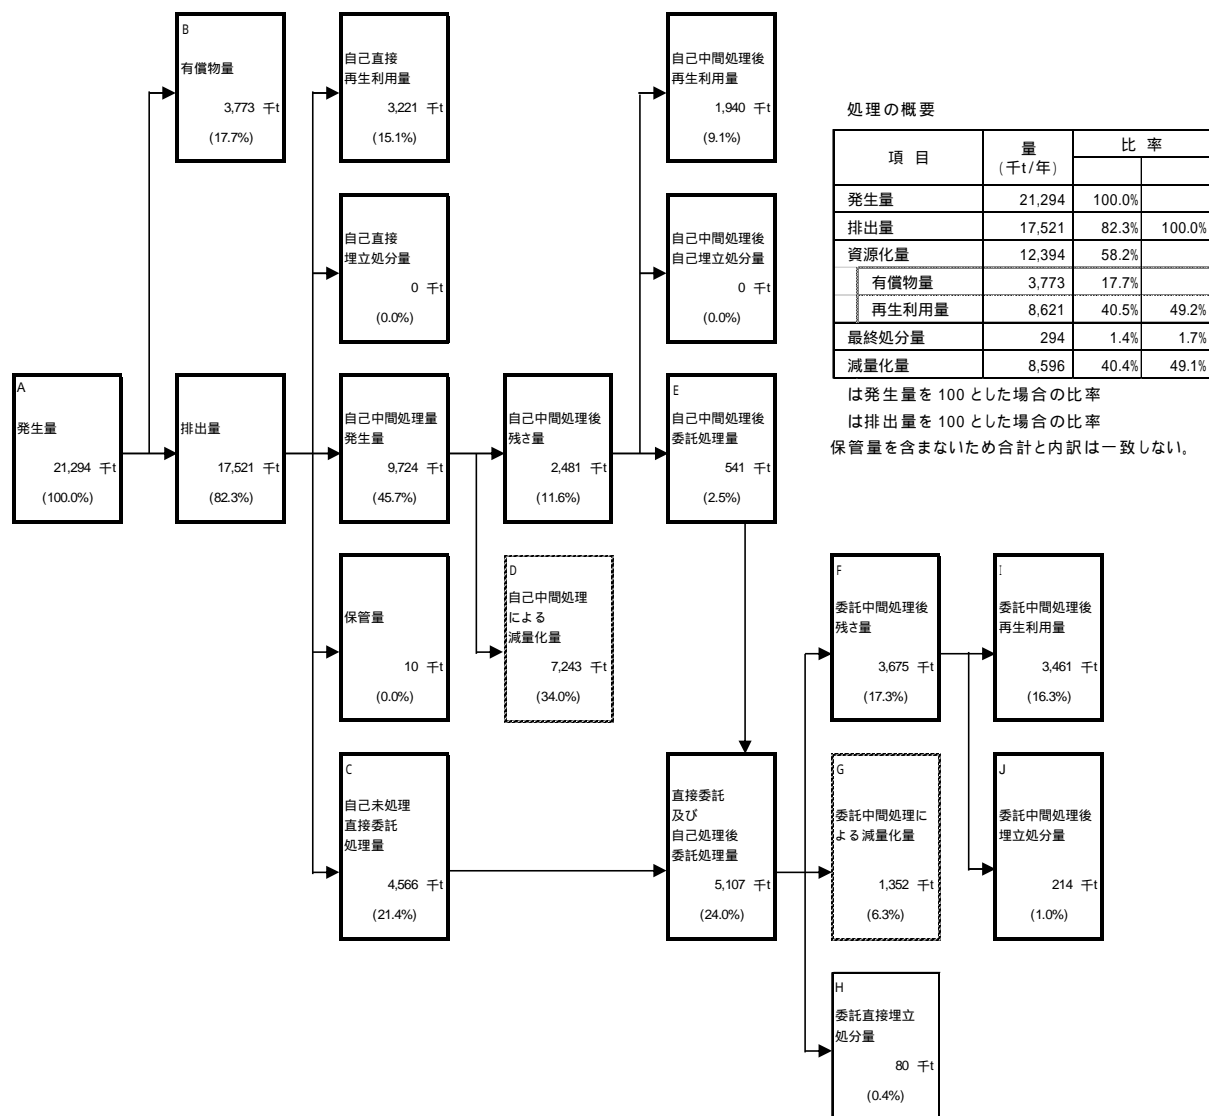 B
有償物量
3,773 千t
(17.7%)
自己直接
再生利用量
3,221 千t
(15.1%)
自己中間処理後
再生利用量
1,940 千t
(9.1%)
自己直接
埋立処分量
0 千t
(0.0%)
自己中間処理後
自己埋立処分量
0 千t
(0.0%)
処理の概要
項 目 量 (千t/年) 比 率
発生量 21,294 100.0%
排出量 17,521 82.3% 100.0%
資源化量 12,394 58.2%
有償物量 3,773 17.7%
再生利用量 8,621 40.5% 49.2%
最終処分量 294 1.4% 1.7%
減量化量 8,596 40.4% 49.1%
は発生量を 100 とした場合の比率
は排出量を 100 とした場合の比率
保管量を含まないため合計と内訳は一致しない。
A
発生量
21,294 千t
(100.0%)
排出量
17,521 千t
(82.3%)
自己中間処理量
発生量
9,724 千t
(45.7%)
自己中間処理後
残さ量
2,481 千t
(11.6%)
E
自己中間処理後
委託処理量
541 千t
(2.5%)
保管量
10 千t
(0.0%)
D
自己中間処理
による
減量化量
7,243 千t
(34.0%)
F
委託中間処理後
残さ量
3,675 千t
(17.3%)
I
委託中間処理後
再生利用量
3,461 千t
(16.3%)
C
自己未処理
直接委託
処理量
4,566 千t
(21.4%)
直接委託
及び
自己処理後
委託処理量
5,107 千t
(24.0%)
G
委託中間処理に
よる減量化量
1,352 千t
(6.3%)
J
委託中間処理後
埋立処分量
214 千t
(1.0%)
H
委託直接埋立
処分量
80 千t
(0.4%)